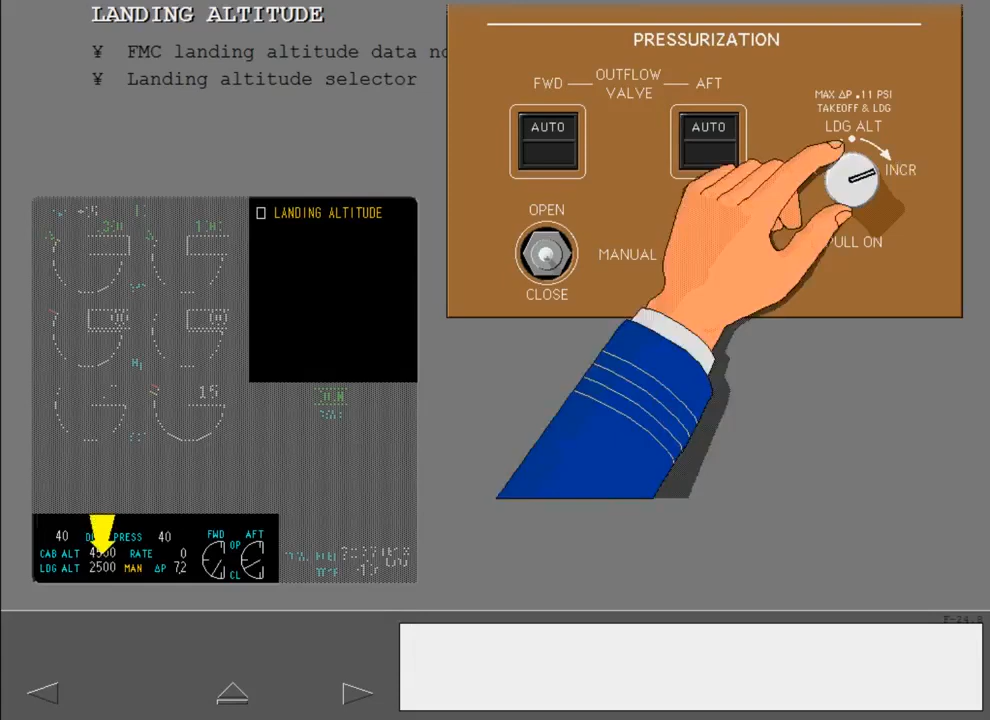 LANDING ALTITUDE
¥ FMC landing altitude data
¥ Landing altitude selector
PRESSURIZATION
FWD OUTFLOW VALVE AFT
MAX ΔP .11 PSI
TAKEOFF & LDG
LDG ALT
AUTO
AUTO
INCR
OPEN
PULL ON
MANUAL
CLOSE
LANDING ALTITUDE
15
40 PRESS 40 FWD AFT
OP
CAB ALT RATE 0
LDG ALT 2500 MAN ΔP 7.2
CL